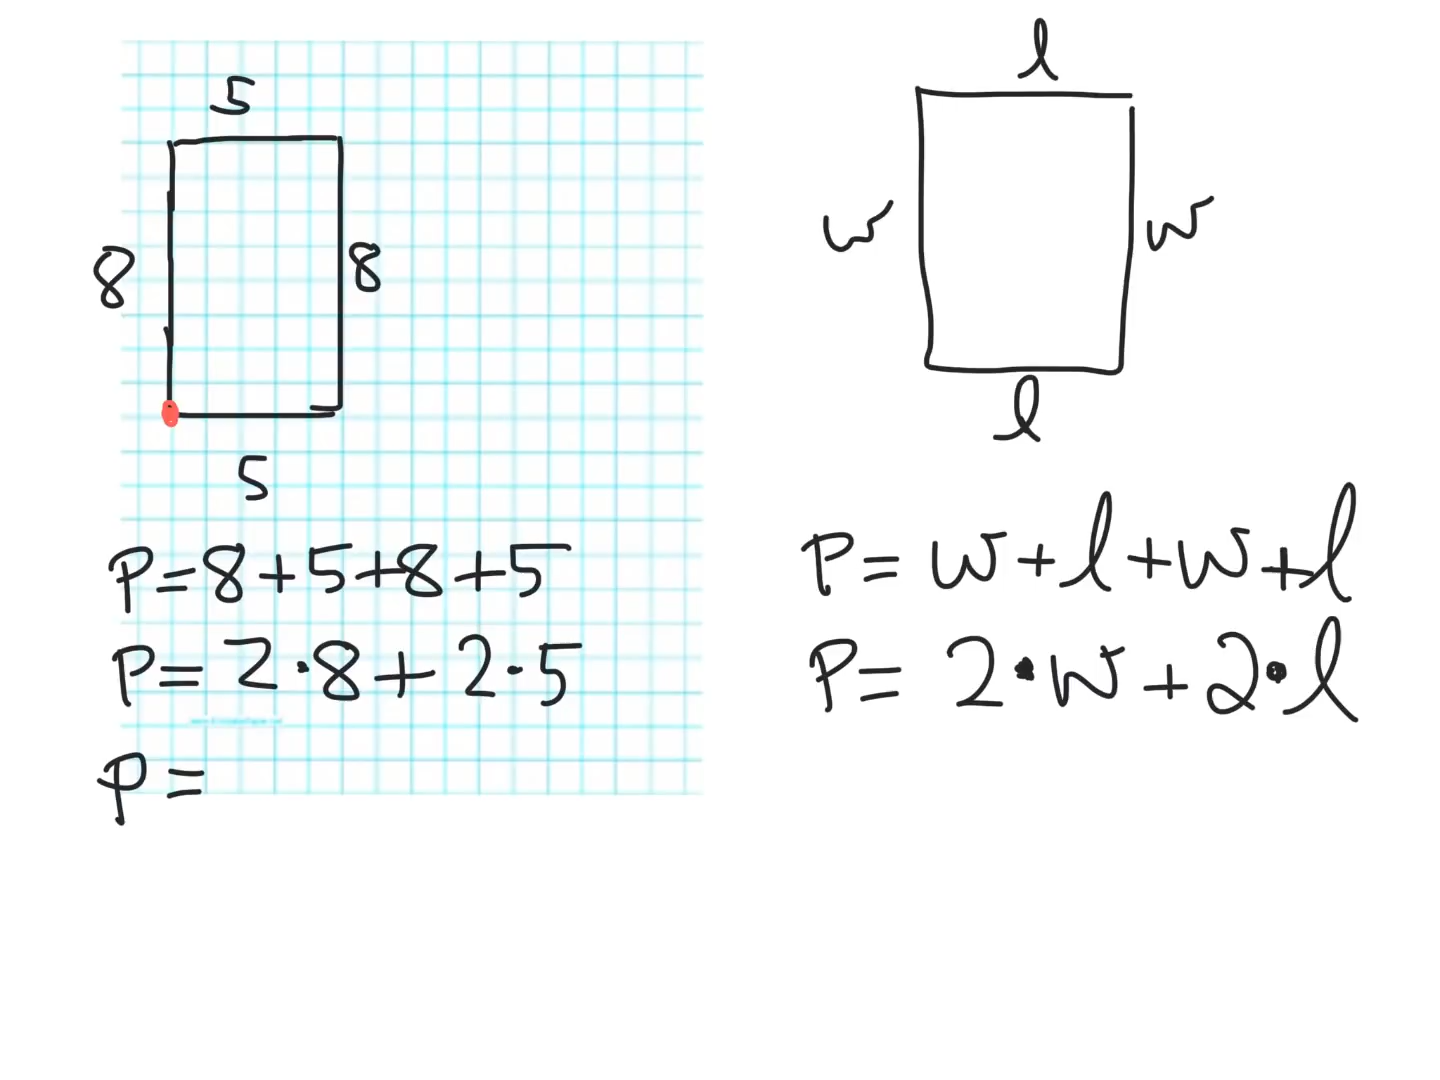 5
8
8
5
P=8+5+8+5
P= 2·8+2·5
P=
l
w
w
l
P= w+l+w+l
P= 2·w+2·l